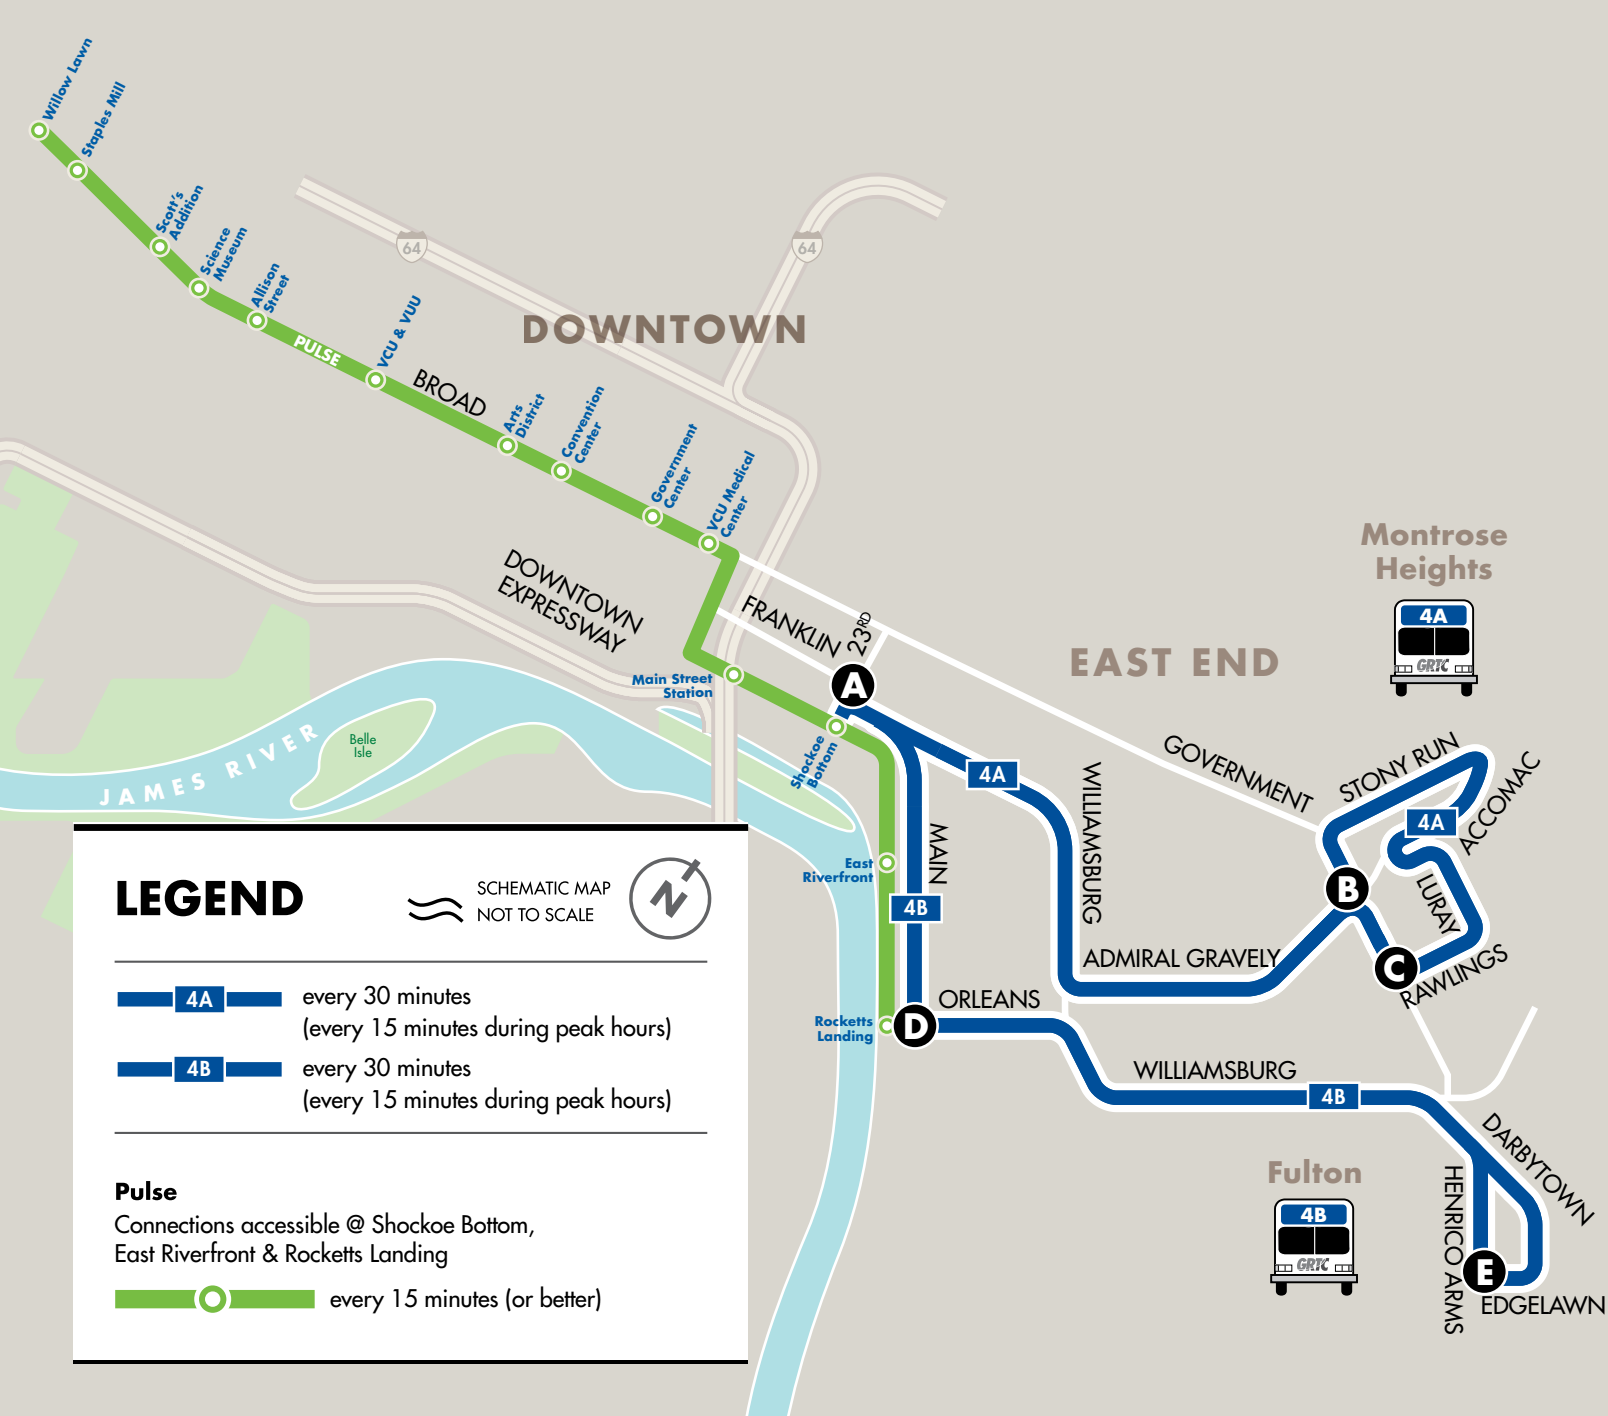 Willow Lawn
Staples Mill
Scott's
Addition
Science
Museum
Allison
Street
PULSE
VCU & VUU
BROAD
64
64
DOWNTOWN
Arts
District
Convention
Center
Government
Center
VCU Medical
Center
DOWNTOWN
EXPRESSWAY
FRANKLIN
23RD
Main Street
Station
A
Shockoe
Bottom
EAST END
Montrose
Heights
4A
GRTC
JAMES RIVER
Belle
Isle
4A
WILLIAMSBURG
GOVERNMENT
STONY RUN
4A
ACCOMAC
MAIN
East
Riverfront
4B
B
LURAY
C
RAWLINGS
ADMIRAL GRAVELY
ORLEANS
Rocketts
Landing
D
WILLIAMSBURG
4B
DARBYTOWN
Fulton
4B
GRTC
HENRICO ARMS
E
EDGELAWN
LEGEND
SCHEMATIC MAP
NOT TO SCALE
N
4A
every 30 minutes
(every 15 minutes during peak hours)
4B
every 30 minutes
(every 15 minutes during peak hours)
Pulse
Connections accessible @ Shockoe Bottom,
East Riverfront & Rocketts Landing
every 15 minutes (or better)